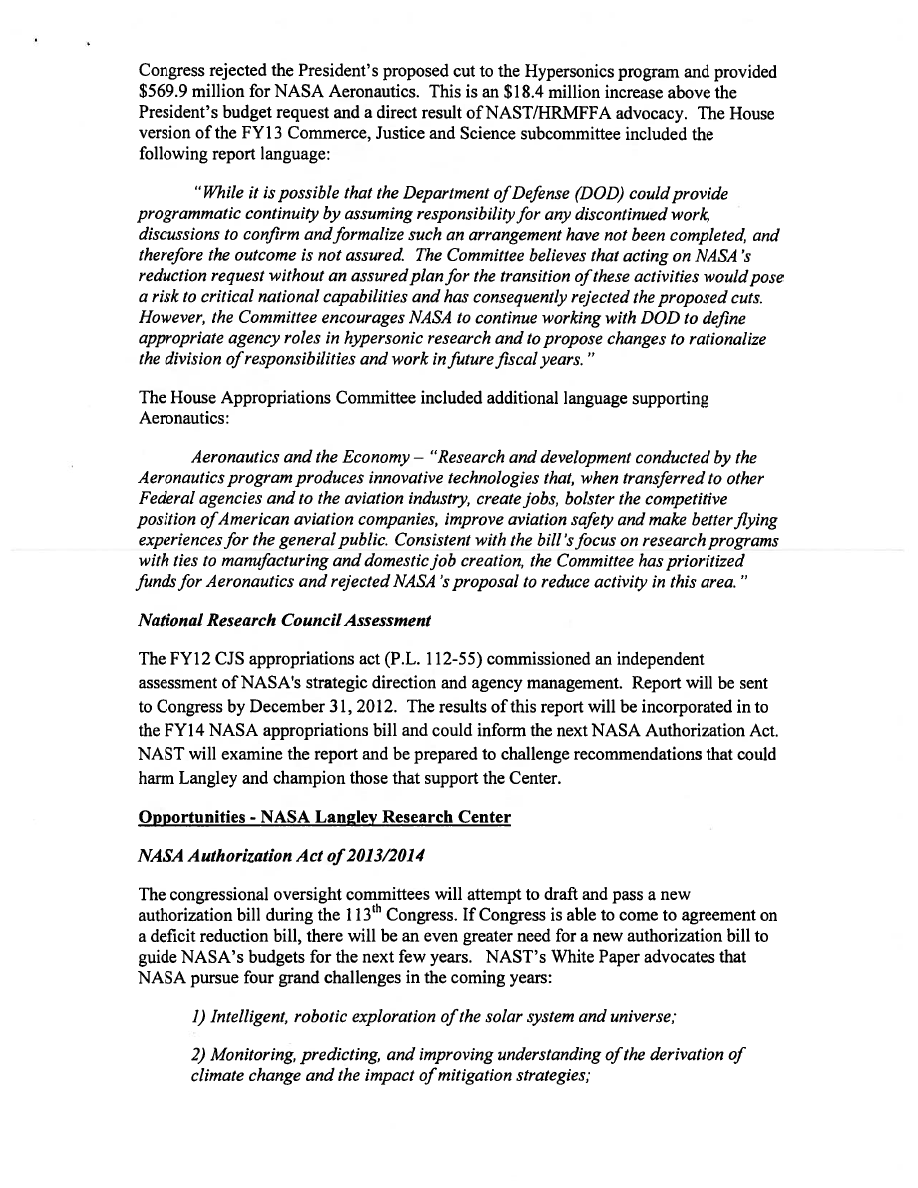 Congress rejected the President's proposed cut to the Hypersonics program and provided
$569.9 million for NASA Aeronautics. This is an $18.4 million increase above the
President's budget request and a direct result of NAST/HRMFFA advocacy. The House
version of the FY13 Commerce, Justice and Science subcommittee included the
following report language:
"While it is possible that the Department of Defense (DOD) could provide
programmatic continuity by assuming responsibility for any discontinued work,
discussions to confirm and formalize such an arrangement have not been completed, and
therefore the outcome is not assured. The Committee believes that acting on NASA's
reduction request without an assured plan for the transition of these activities would pose
a risk to critical national capabilities and has consequently rejected the proposed cuts.
However, the Committee encourages NASA to continue working with DOD to define
appropriate agency roles in hypersonic research and to propose changes to rationalize
the division of responsibilities and work in future fiscal years."
The House Appropriations Committee included additional language supporting
Aeronautics:
Aeronautics and the Economy – "Research and development conducted by the
Aeronautics program produces innovative technologies that, when transferred to other
Federal agencies and to the aviation industry, create jobs, bolster the competitive
position of American aviation companies, improve aviation safety and make better flying
experiences for the general public. Consistent with the bill's focus on research programs
with ties to manufacturing and domestic job creation, the Committee has prioritized
funds for Aeronautics and rejected NASA's proposal to reduce activity in this area."
National Research Council Assessment
The FY12 CJS appropriations act (P.L. 112-55) commissioned an independent
assessment of NASA's strategic direction and agency management. Report will be sent
to Congress by December 31, 2012. The results of this report will be incorporated in to
the FY14 NASA appropriations bill and could inform the next NASA Authorization Act.
NAST will examine the report and be prepared to challenge recommendations that could
harm Langley and champion those that support the Center.
Opportunities - NASA Langley Research Center
NASA Authorization Act of 2013/2014
The congressional oversight committees will attempt to draft and pass a new
authorization bill during the 113th Congress. If Congress is able to come to agreement on
a deficit reduction bill, there will be an even greater need for a new authorization bill to
guide NASA's budgets for the next few years. NAST's White Paper advocates that
NASA pursue four grand challenges in the coming years:
1) Intelligent, robotic exploration of the solar system and universe;
2) Monitoring, predicting, and improving understanding of the derivation of
climate change and the impact of mitigation strategies;